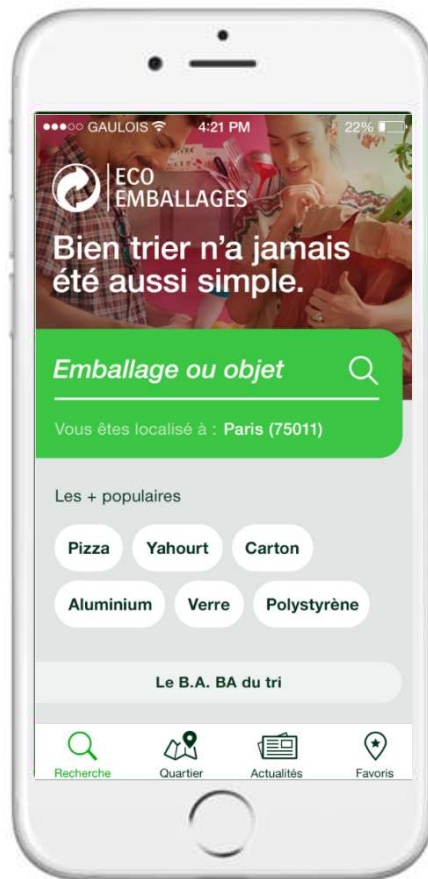 GAULOIS 4:21 PM 22%
ECO
EMBALLAGES
Bien trier n'a jamais
été aussi simple.
Emballage ou objet
Vous êtes localisé à : Paris (75011)
Les + populaires
Pizza Yahourt Carton
Aluminium Verre Polystyrène
Le B.A. BA du tri
Recherche Quartier Actualités Favoris